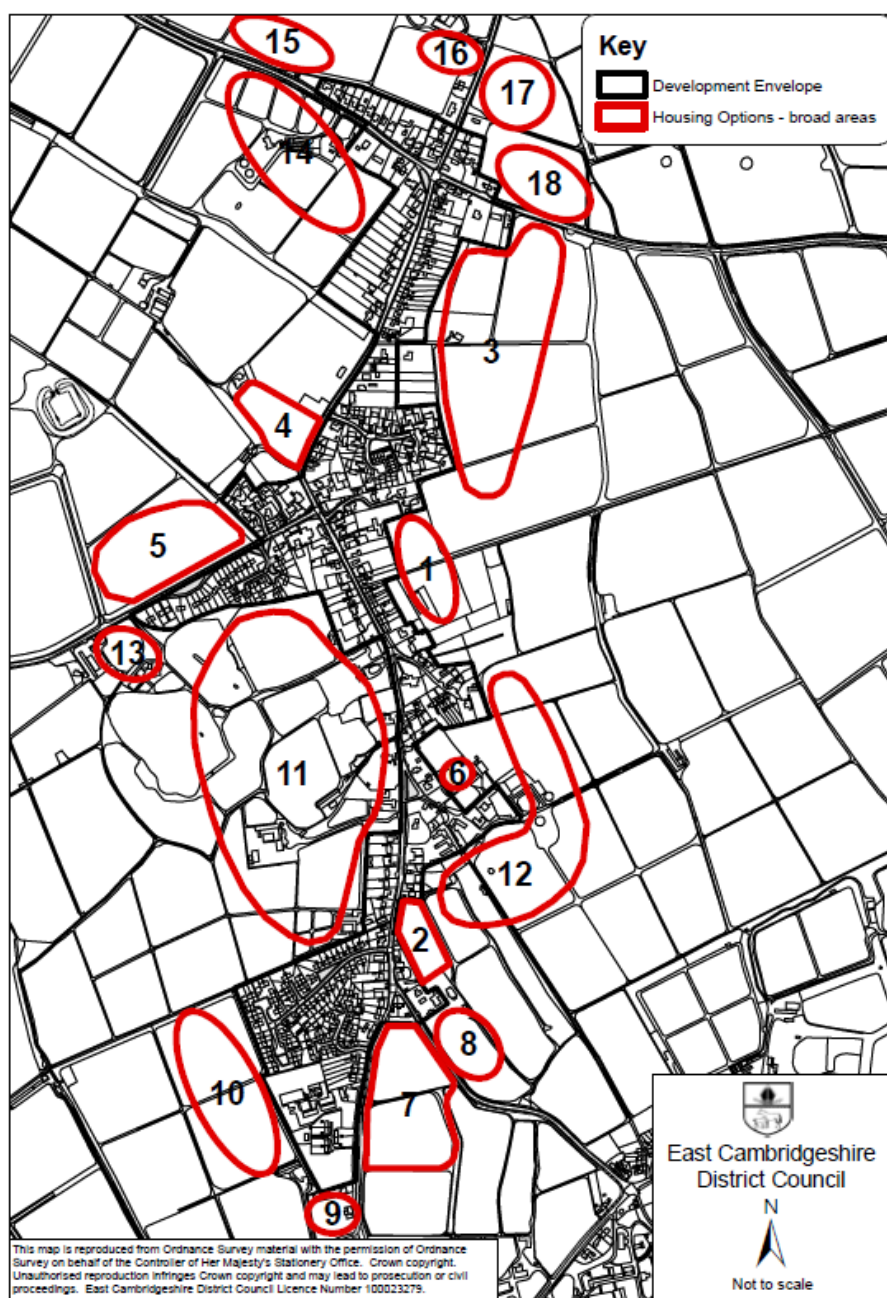 15
16
17
Key
Development Envelope
Housing Options - broad areas
14
18
3
4
5
1
13
11
6
12
2
8
10
7
9
East Cambridgeshire
District Council
N
Not to scale
This map is reproduced from Ordnance Survey material with the permission of Ordnance
Survey on behalf of the Controller of Her Majesty's Stationery Office. Crown copyright.
Unauthorised reproduction infringes Crown copyright and may lead to prosecution or civil
proceedings. East Cambridgeshire District Council Licence Number 100023279.